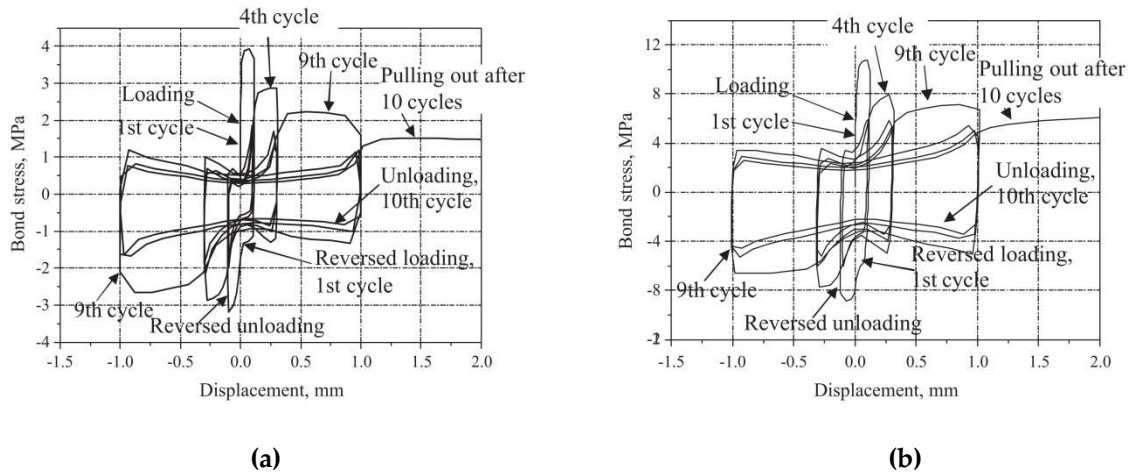 4th cycle
4
9th cycle
3
Pulling out after
10 cycles
Loading
2
1st cycle
1
Unloading,
10th cycle
0
-1
Reversed loading,
1st cycle
-2
9th cycle
-3
Reversed unloading
-4
-1.5 -1.0 -0.5 0.0 0.5 1.0 1.5 2.0
Displacement, mm
Bond stress, MPa
(a)
4th cycle
12
9th cycle
8
Pulling out after
10 cycles
Loading
4
1st cycle
Unloading,
10th cycle
0
-4
Reversed loading,
1st cycle
9th cycle
-8
Reversed unloading
-1.5 -1.0 -0.5 0.0 0.5 1.0 1.5 2.0
Displacement, mm
Bond stress, MPa
(b)